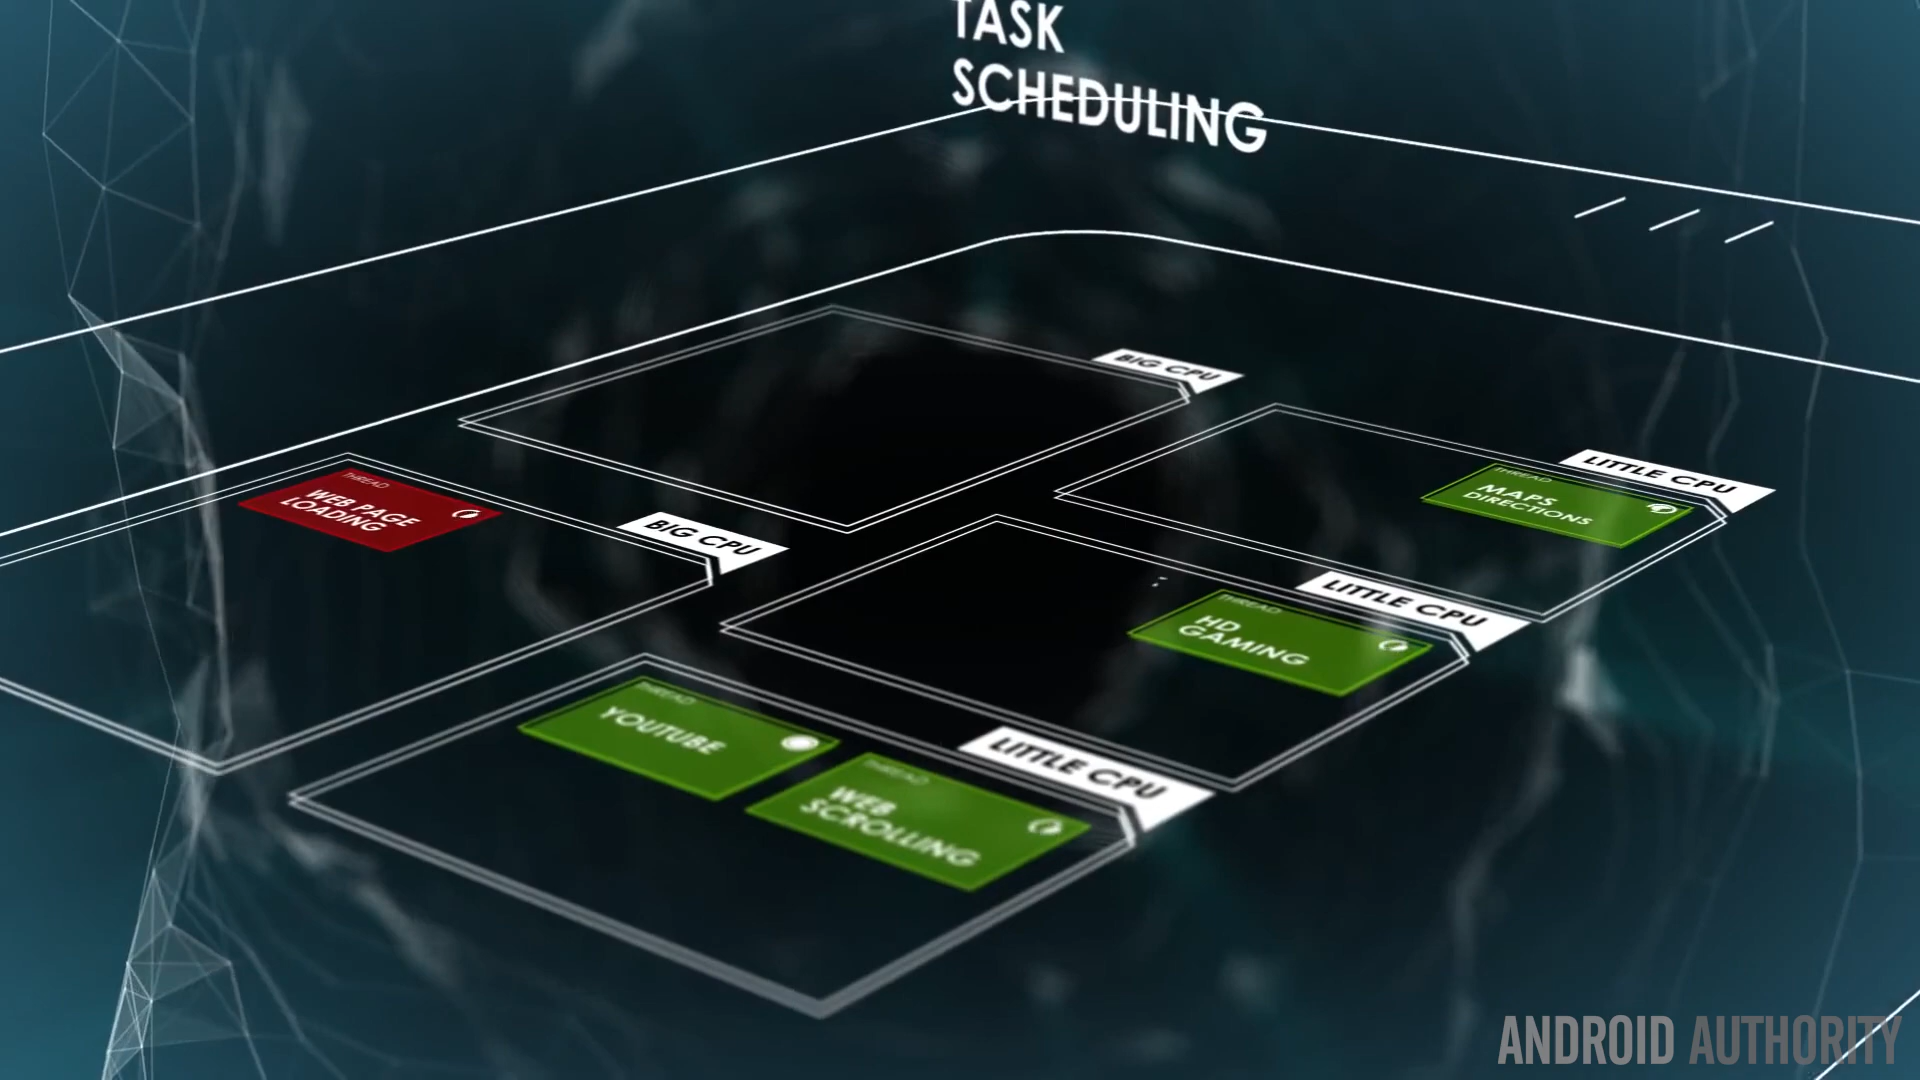 TASK
SCHEDULING
BIG CPU
LITTLE CPU
THREAD
MAPS
DIRECTIONS
THREAD
WEB PAGE
LOADING
BIG CPU
LITTLE CPU
THREAD
HD
GAMING
LITTLE CPU
THREAD
YOUTUBE
THREAD
WEB
SCROLLING
ANDROID AUTHORITY